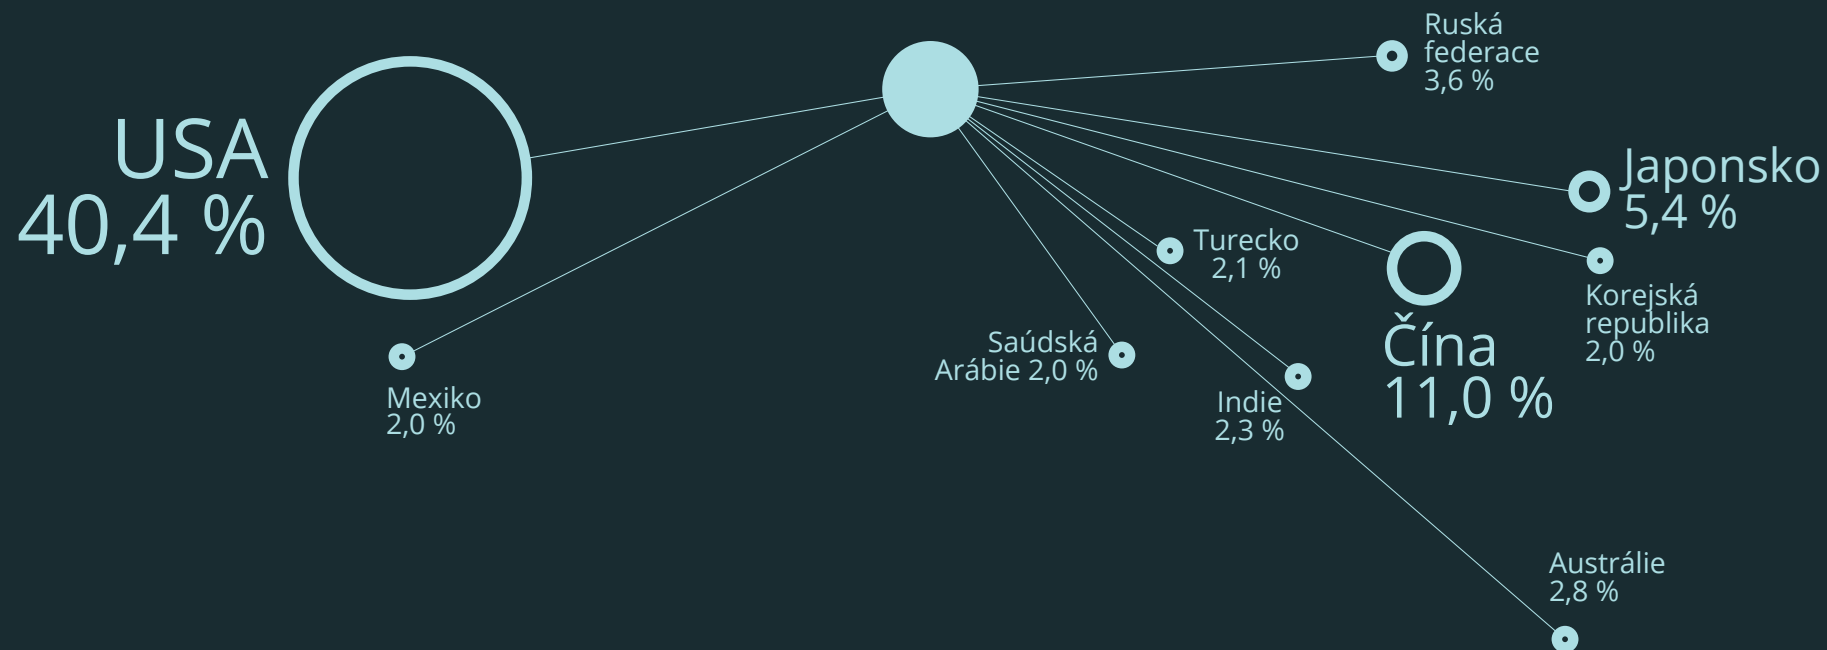 USA
40,4 %
Mexiko
2,0 %
Ruská
federace
3,6 %
Japonsko
5,4 %
Korejská
republika
2,0 %
Čína
11,0 %
Turecko
2,1 %
Saúdská
Arábie 2,0 %
Indie
2,3 %
Austrálie
2,8 %